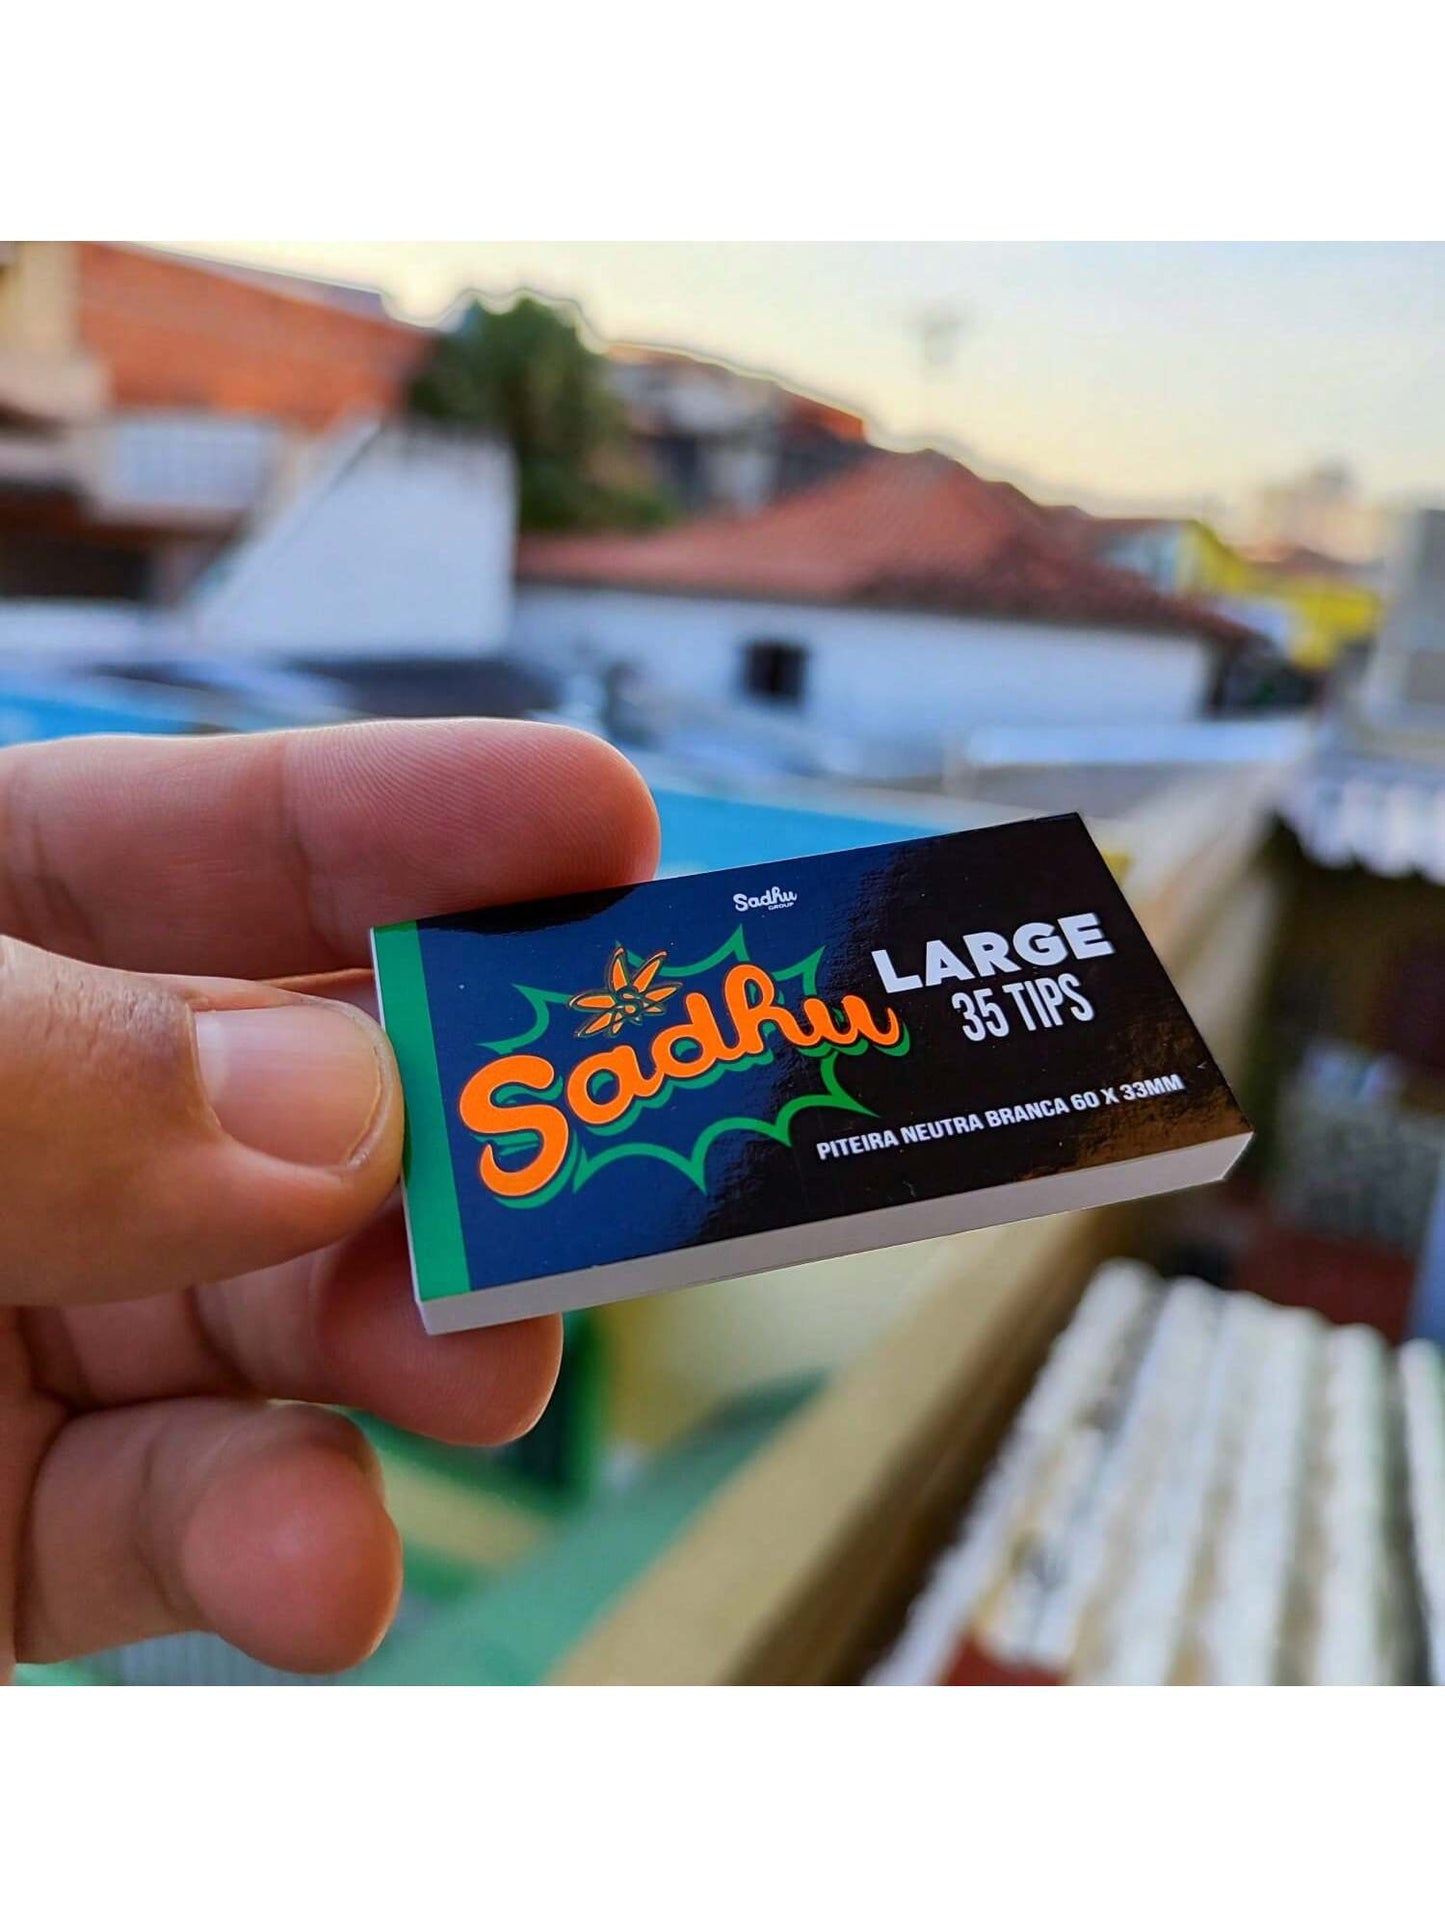 Sadhu
GROUP
Sadhu
LARGE
35 TIPS
PITEIRA NEUTRA BRANCA 60 X 33MM